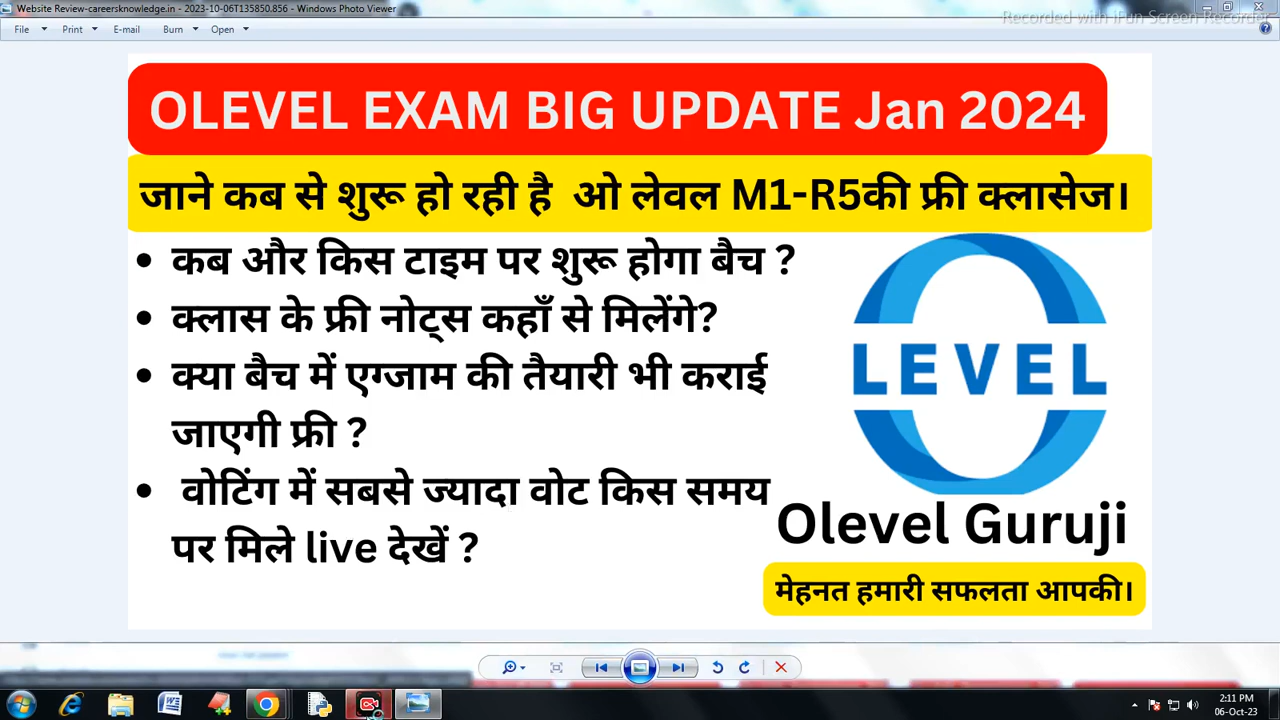 Website Review-careersknowledge.in - 2023-10-06T135850.856 - Windows Photo Viewer
Recorded with iFun Screen Recorder
File Print E-mail Burn Open
OLEVEL EXAM BIG UPDATE Jan 2024
जाने कब से शुरू हो रही है ओ लेवल M1-R5की फ्री क्लासेज।
• कब और किस टाइम पर शुरू होगा बैच ?
• क्लास के फ्री नोट्स कहाँ से मिलेंगे?
• क्या बैच में एग्जाम की तैयारी भी कराई
जाएगी फ्री ?
• वोटिंग में सबसे ज्यादा वोट किस समय
पर मिले live देखें ?
LEVEL
Olevel Guruji
मेहनत हमारी सफलता आपकी।
2:11 PM
06-Oct-23